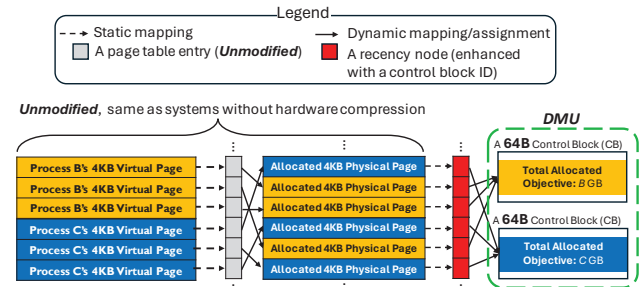 Legend
Static mapping
Dynamic mapping/assignment
A page table entry (Unmodified)
A recency node (enhanced
with a control block ID)
Unmodified, same as systems without hardware compression
DMU
A 64B Control Block (CB)
Total Allocated
Objective: B GB
A 64B Control Block (CB)
Total Allocated
Objective: C GB
Process B's 4KB Virtual Page
Process B's 4KB Virtual Page
Process B's 4KB Virtual Page
Process C's 4KB Virtual Page
Process C's 4KB Virtual Page
Process C's 4KB Virtual Page
Allocated 4KB Physical Page
Allocated 4KB Physical Page
Allocated 4KB Physical Page
Allocated 4KB Physical Page
Allocated 4KB Physical Page
Allocated 4KB Physical Page